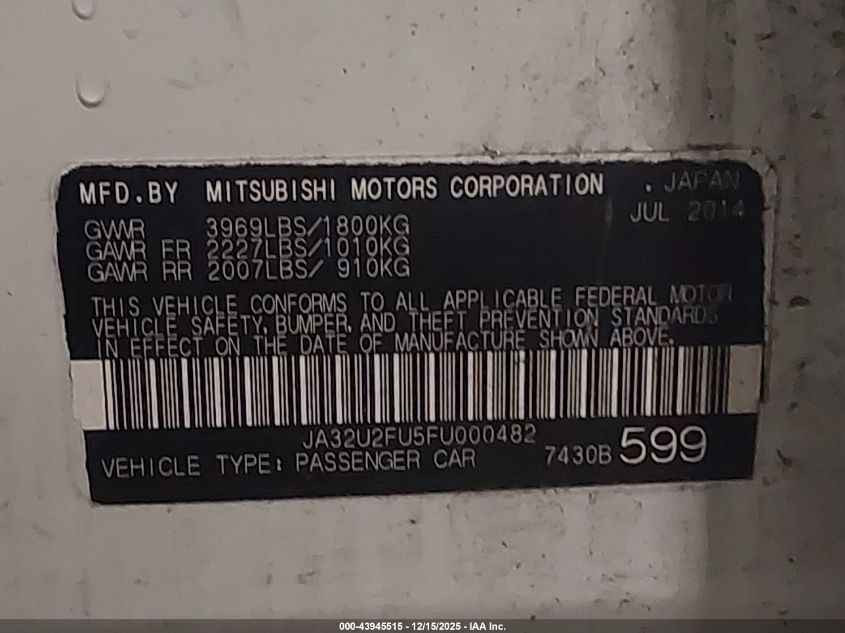 MFD.BY MITSUBISHI MOTORS CORPORATION . JAPAN
JUL 2014
GVWR 3969LBS/1800KG
GAWR FR 2227LBS/1010KG
GAWR RR 2007LBS/ 910KG
THIS VEHICLE CONFORMS TO ALL APPLICABLE FEDERAL MOTOR
VEHICLE SAFETY, BUMPER, AND THEFT PREVENTION STANDARDS
IN EFFECT ON THE DATE OF MANUFACTURE SHOWN ABOVE.
JA32U2FU5FU000482
VEHICLE TYPE: PASSENGER CAR 7430B 599
000-43945515 - 12/15/2025 - IAA Inc.